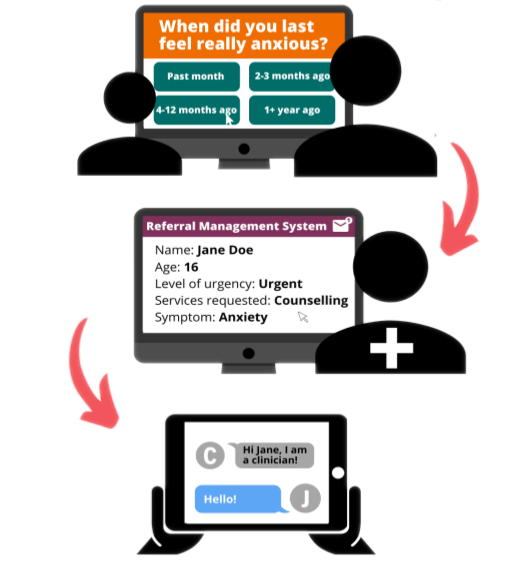 When did you last
feel really anxious?
Past month
2-3 months ago
4-12 months ago
1+ year ago
Referral Management System
1
Name: Jane Doe
Age: 16
Level of urgency: Urgent
Services requested: Counselling
Symptom: Anxiety
C
Hi Jane, I am
a clinician!
Hello!
J